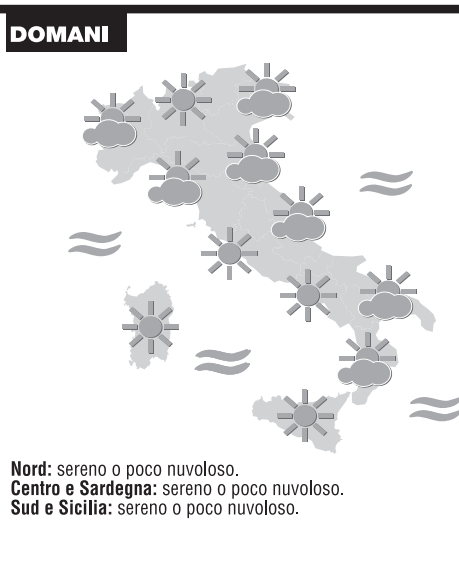 DOMANI
Nord: sereno o poco nuvoloso.
Centro e Sardegna: sereno o poco nuvoloso.
Sud e Sicilia: sereno o poco nuvoloso.